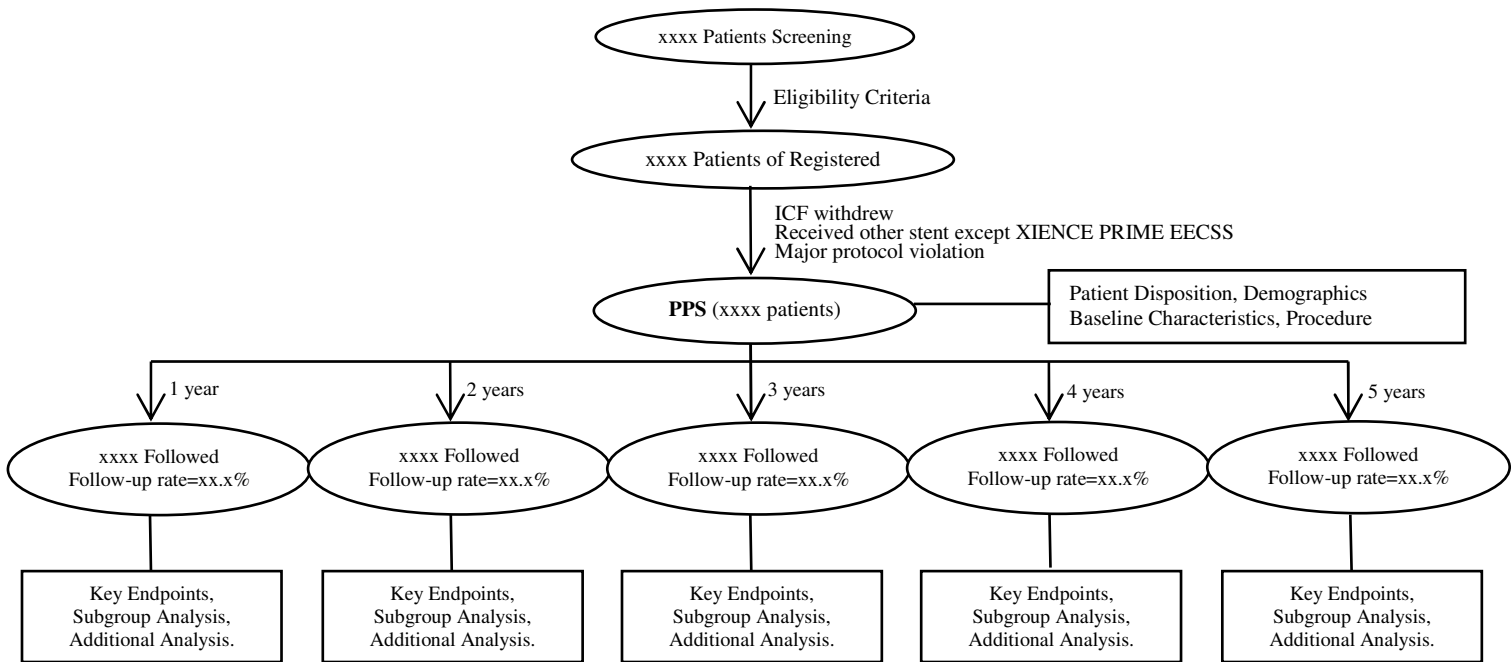 xxxx Patients Screening
Eligibility Criteria
xxxx Patients of Registered
ICF withdrew
Received other stent except XIENCE PRIME EECSS
Major protocol violation
PPS (xxxx patients)
Patient Disposition, Demographics
Baseline Characteristics, Procedure
1 year
2 years
3 years
4 years
5 years
xxxx Followed
Follow-up rate=xx.x%
xxxx Followed
Follow-up rate=xx.x%
xxxx Followed
Follow-up rate=xx.x%
xxxx Followed
Follow-up rate=xx.x%
xxxx Followed
Follow-up rate=xx.x%
Key Endpoints,
Subgroup Analysis,
Additional Analysis.
Key Endpoints,
Subgroup Analysis,
Additional Analysis.
Key Endpoints,
Subgroup Analysis,
Additional Analysis.
Key Endpoints,
Subgroup Analysis,
Additional Analysis.
Key Endpoints,
Subgroup Analysis,
Additional Analysis.